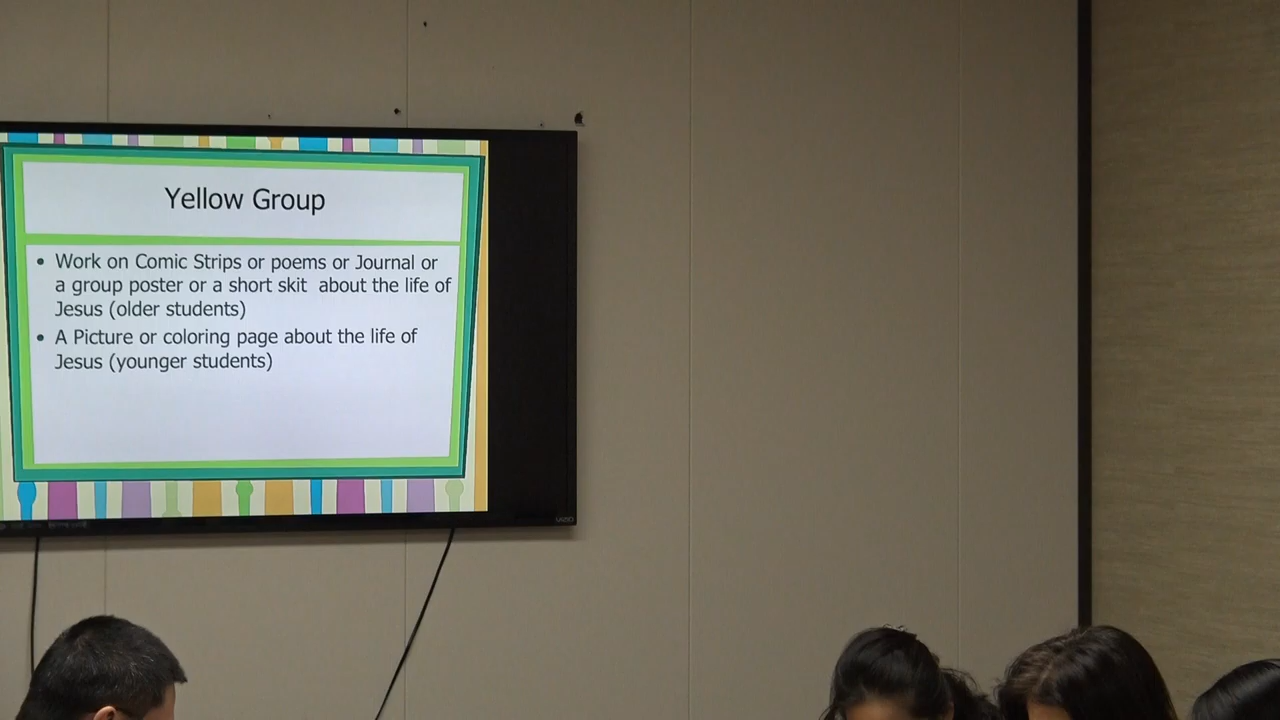 Yellow Group
• Work on Comic Strips or poems or Journal or
a group poster or a short skit about the life of
Jesus (older students)
• A Picture or coloring page about the life of
Jesus (younger students)
VIZIO